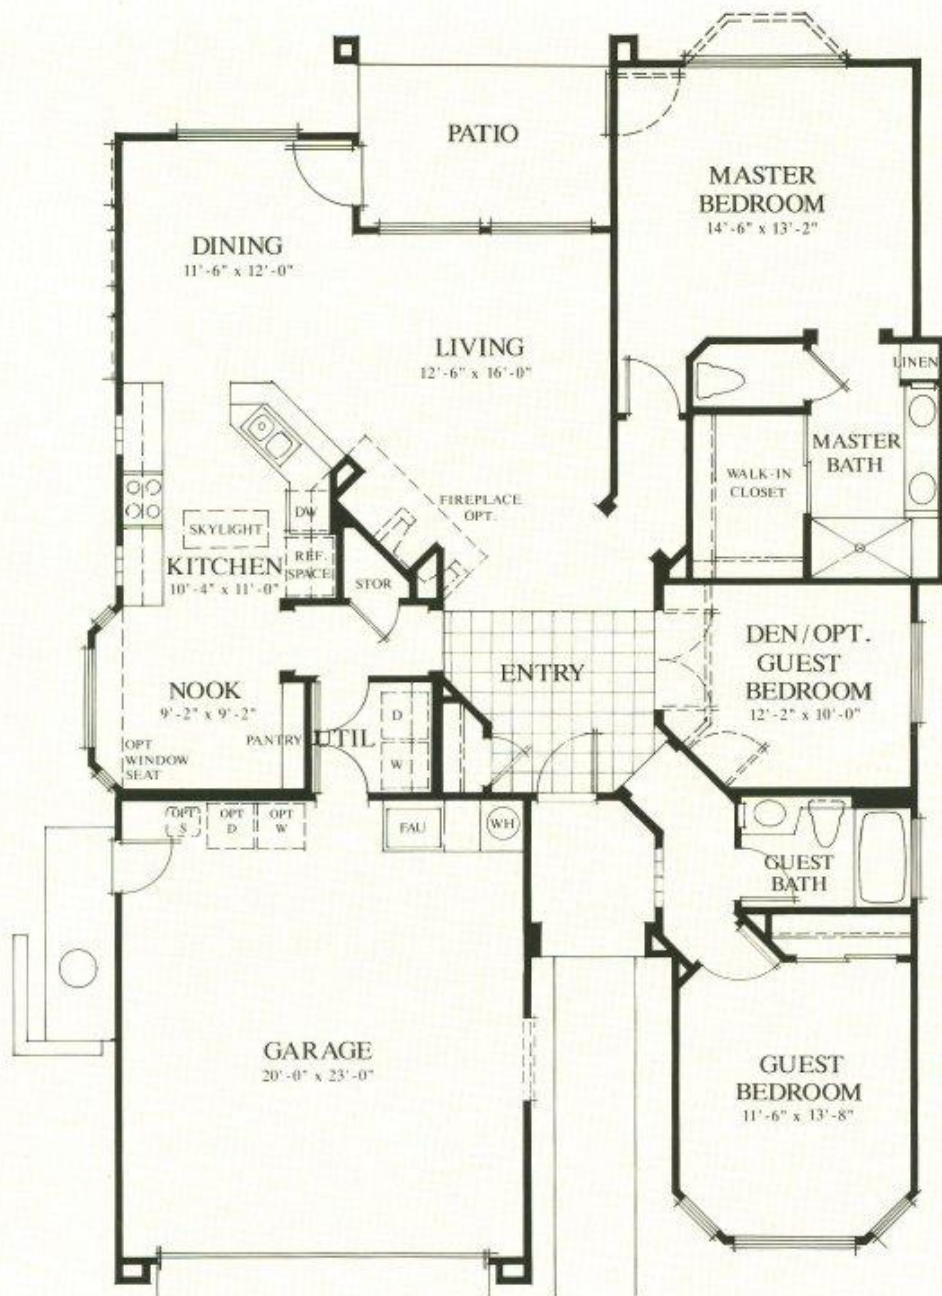 PATIO
MASTER
BEDROOM
14'-6" x 13'-2"
DINING
11'-6" x 12'-0"
LIVING
12'-6" x 16'-0"
LINEN
MASTER
BATH
WALK-IN
CLOSET
FIREPLACE
OPT.
DW
SKYLIGHT
REF.
SPACE
KITCHEN
10'-4" x 11'-0"
STOR
DEN/OPT.
GUEST
BEDROOM
12'-2" x 10'-0"
ENTRY
NOOK
9'-2" x 9'-2"
D
UTIL
W
PANTRY
OPT
WINDOW
SEAT
OPT
S
OPT
D
OPT
W
FAU
WH
GUEST
BATH
GARAGE
20'-0" x 23'-0"
GUEST
BEDROOM
11'-6" x 13'-8"